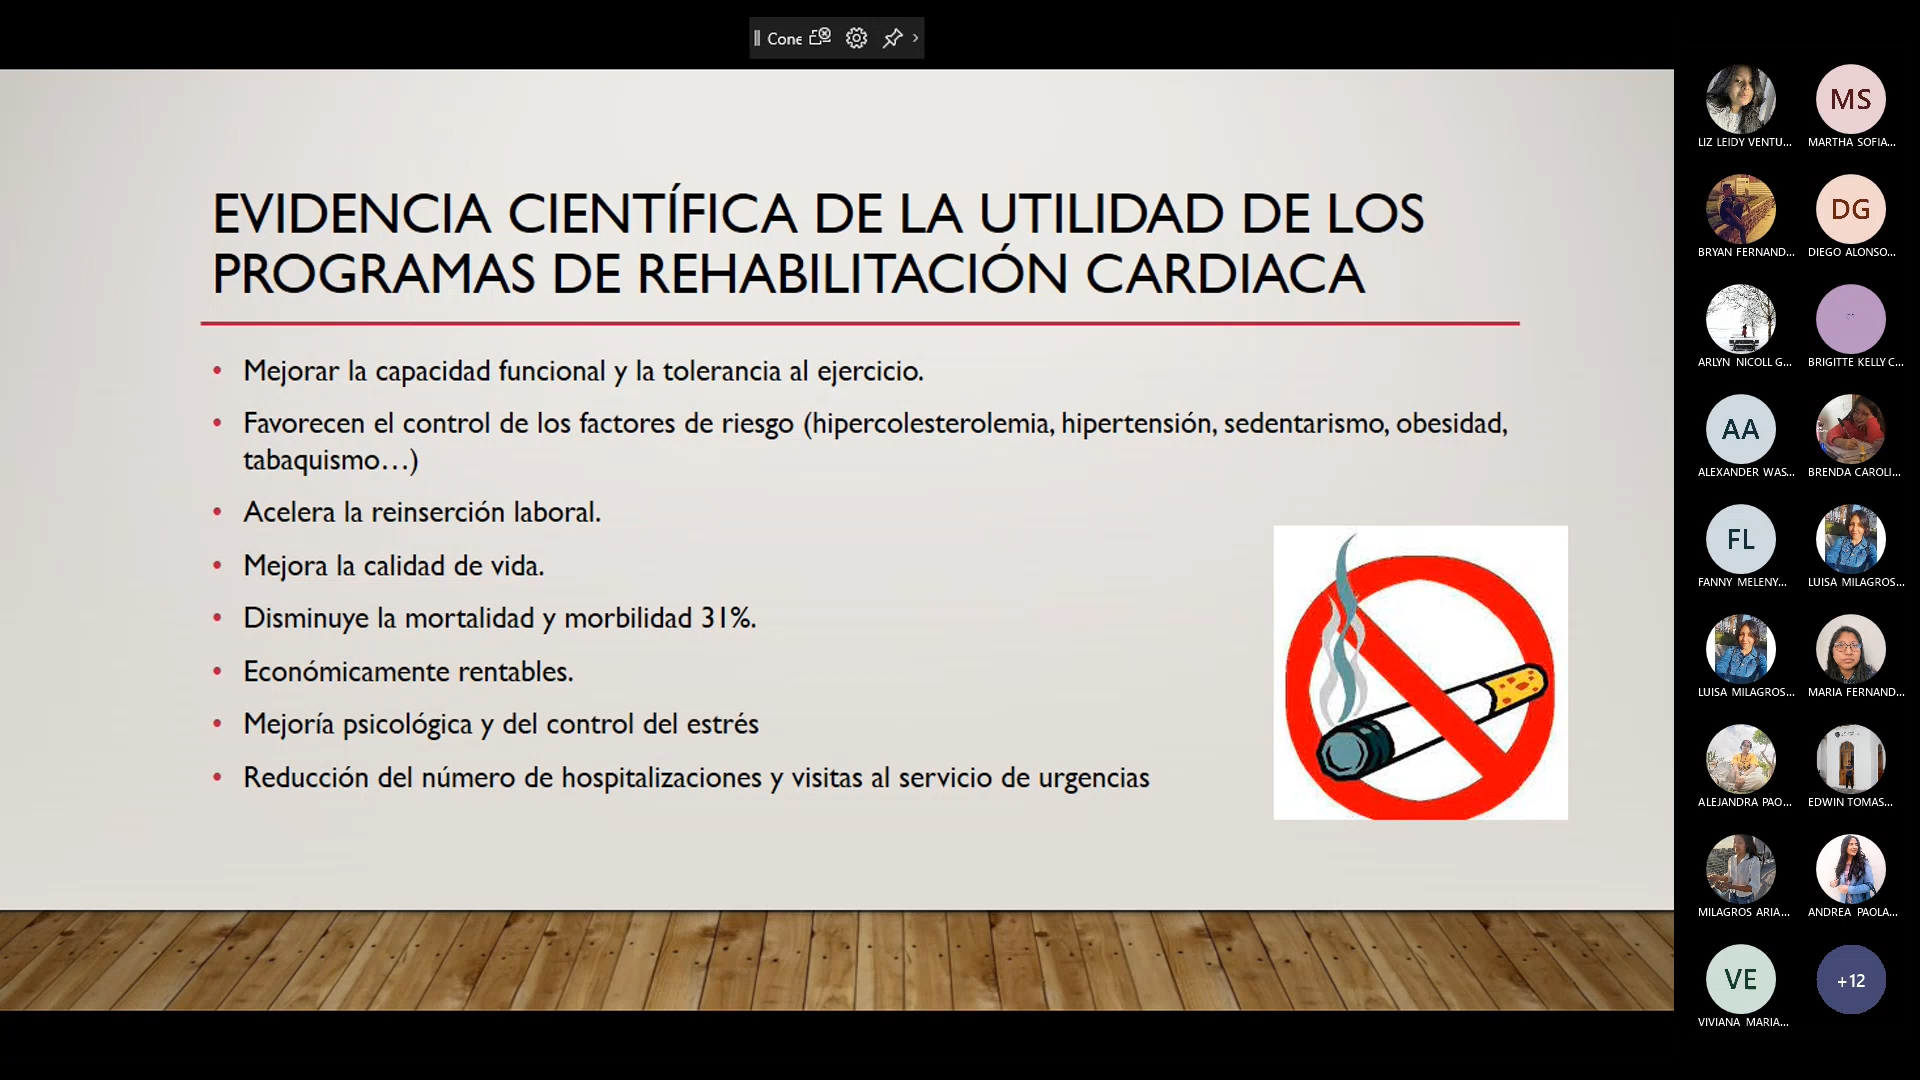 Cone
EVIDENCIA CIENTÍFICA DE LA UTILIDAD DE LOS
PROGRAMAS DE REHABILITACIÓN CARDIACA
• Mejorar la capacidad funcional y la tolerancia al ejercicio.
• Favorecen el control de los factores de riesgo (hipercolesterolemia, hipertensión, sedentarismo, obesidad,
tabaquismo…)
• Acelera la reinserción laboral.
• Mejora la calidad de vida.
• Disminuye la mortalidad y morbilidad 31%.
• Económicamente rentables.
• Mejoría psicológica y del control del estrés
• Reducción del número de hospitalizaciones y visitas al servicio de urgencias
MS
LIZ LEIDY VENTU...
MARTHA SOFIA...
DG
BRYAN FERNAND...
DIEGO ALONSO...
ARLYN NICOLL G...
BRIGITTE KELLY C...
AA
ALEXANDER WAS...
BRENDA CAROLI...
FL
FANNY MELENY...
LUISA MILAGROS...
LUISA MILAGROS...
MARIA FERNAND...
ALEJANDRA PAO...
EDWIN TOMAS...
MILAGROS ARIA...
ANDREA PAOLA...
VE
+12
VIVIANA MARIA...